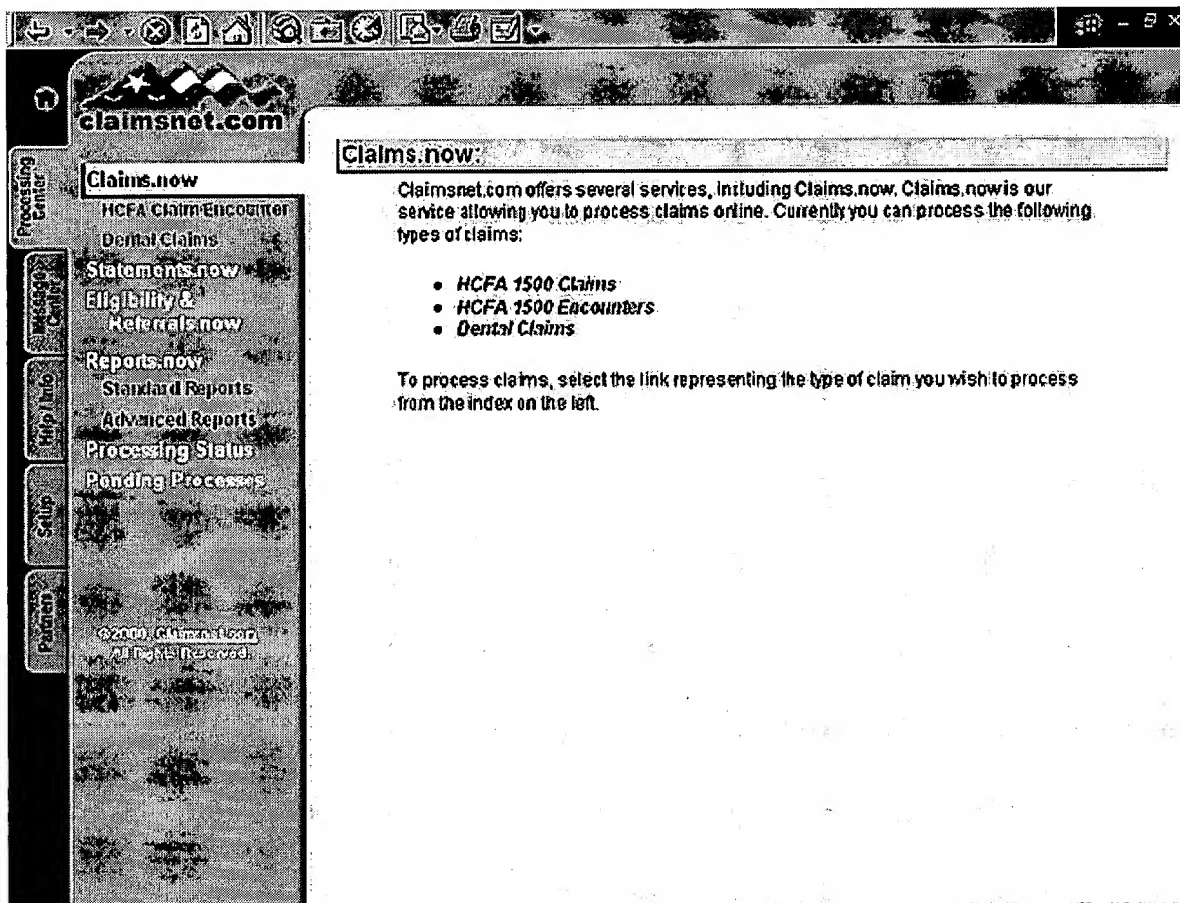 claimsnet.com
Processing
Center
Message
Center
Help / Info
Setup
Partners
Claims.now
HCFA Claim Encounter
Dental Claims
Statements.now
Eligibility &
Referrals.now
Reports.now
Standard Reports
Advanced Reports
Processing Status
Pending Processes
©2000, Claimsnet.com
All Rights Reserved.
Claims.now:
Claimsnet.com offers several services, including Claims.now. Claims.now is our
service allowing you to process claims online. Currently you can process the following
types of claims:
• HCFA 1500 Claims
• HCFA 1500 Encounters
• Dental Claims
To process claims, select the link representing the type of claim you wish to process
from the index on the left.